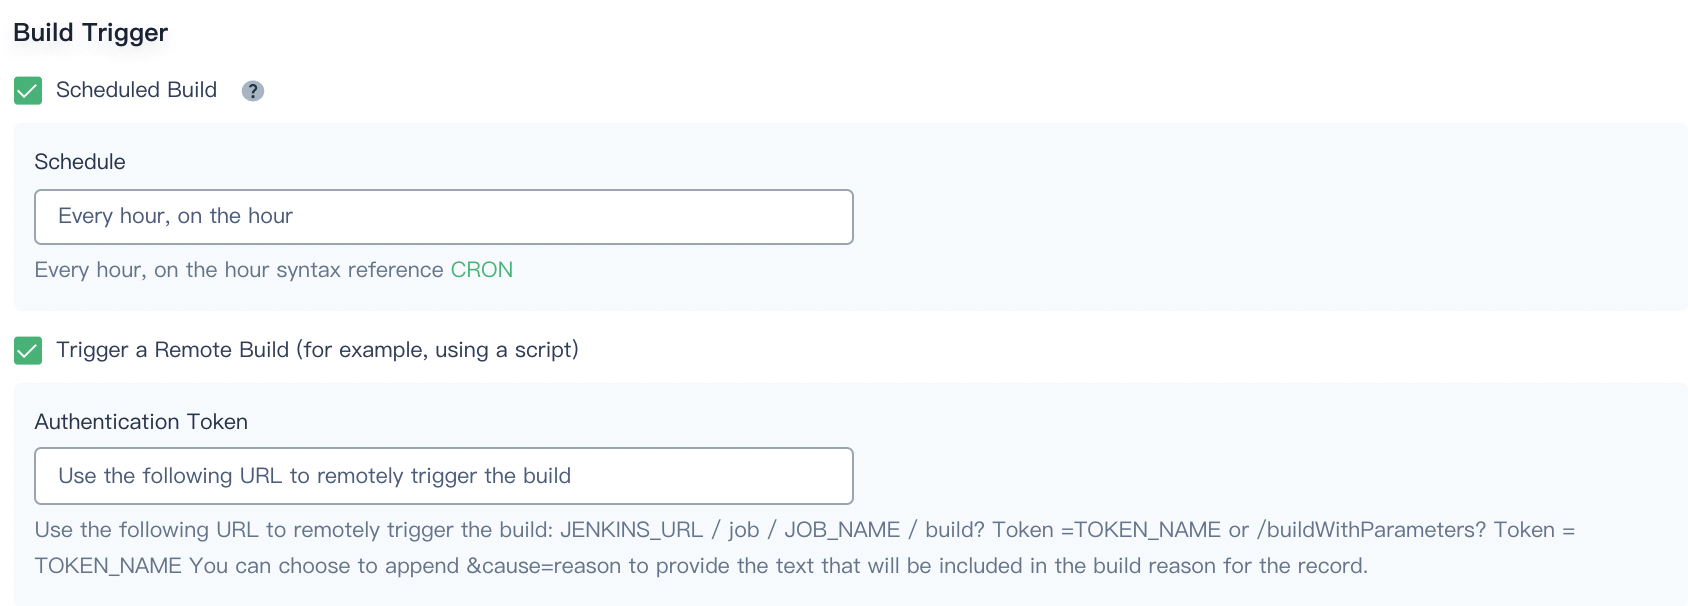 Build Trigger
Scheduled Build ?
Schedule
Every hour, on the hour
Every hour, on the hour syntax reference CRON
Trigger a Remote Build (for example, using a script)
Authentication Token
Use the following URL to remotely trigger the build
Use the following URL to remotely trigger the build: JENKINS_URL / job / JOB_NAME / build? Token =TOKEN_NAME or /buildWithParameters? Token =
TOKEN_NAME You can choose to append &cause=reason to provide the text that will be included in the build reason for the record.